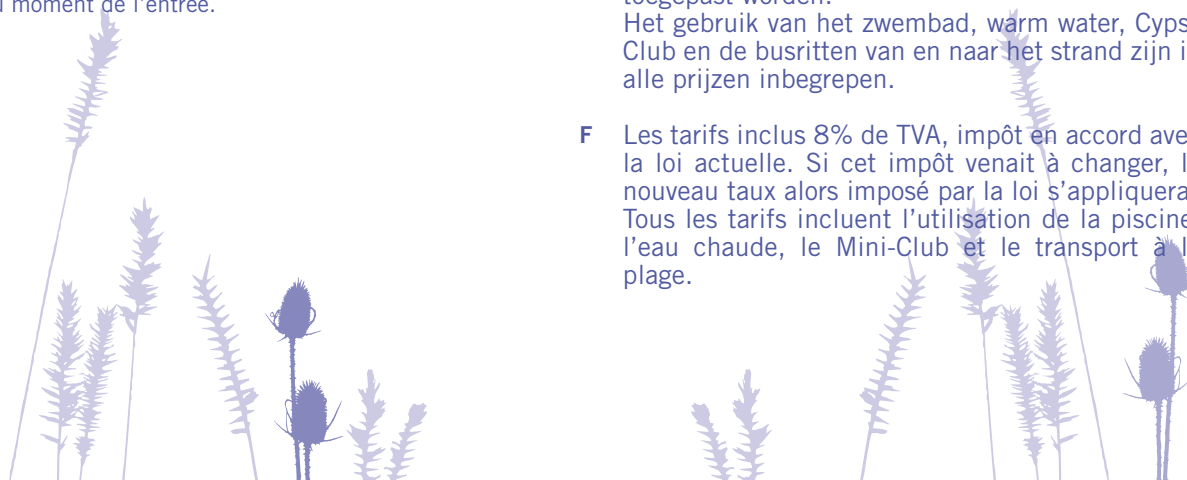 moment de l'entrée.
toegepast worden.
Het gebruik van het zwembad, warm water, Cyps
Club en de busritten van en naar het strand zijn i
alle prijzen inbegrepen.
F Les tarifs inclus 8% de TVA, impôt en accord ave
la loi actuelle. Si cet impôt venait à changer, l
nouveau taux alors imposé par la loi s'appliquera
Tous les tarifs incluent l'utilisation de la piscine
l'eau chaude, le Mini-Club et le transport à l
plage.